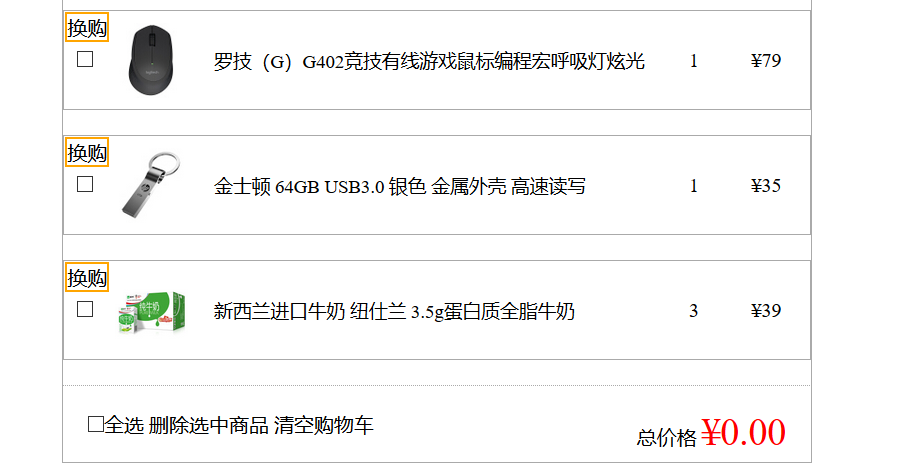 换购
罗技（G）G402竞技有线游戏鼠标编程宏呼吸灯炫光 1 ¥79
换购
金士顿 64GB USB3.0 银色 金属外壳 高速读写 1 ¥35
换购
纯牛奶
新西兰进口牛奶 纽仕兰 3.5g蛋白质全脂牛奶 3 ¥39
全选 删除选中商品 清空购物车 总价格 ¥0.00